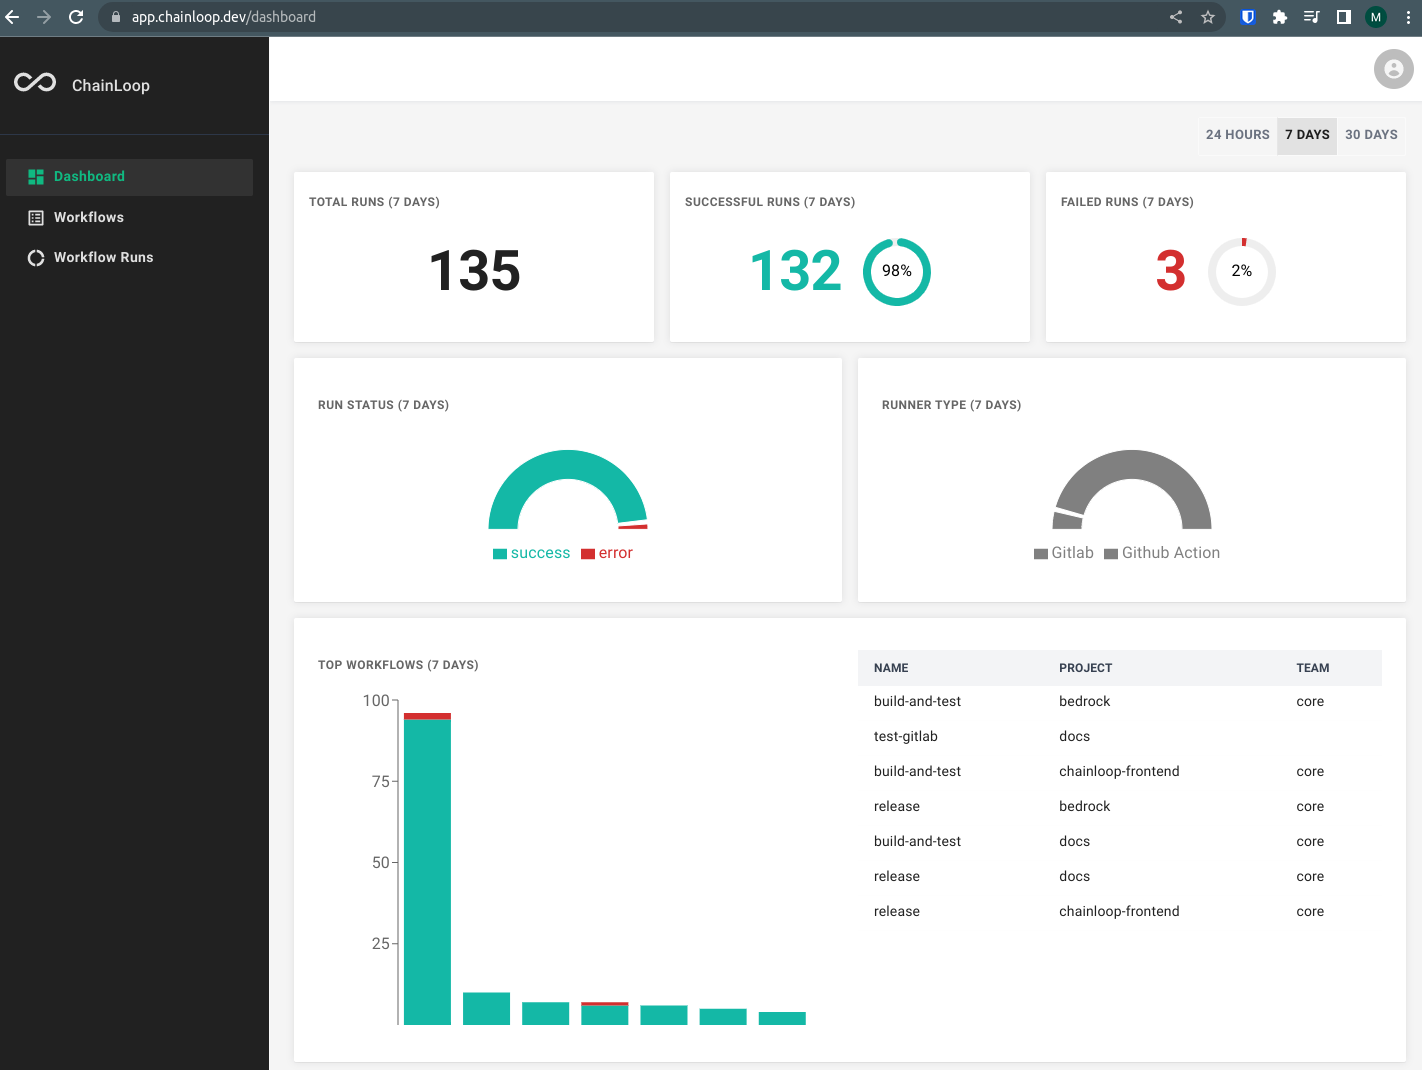 app.chainloop.dev/dashboard
M
ChainLoop
24 HOURS 7 DAYS 30 DAYS
Dashboard
Workflows
Workflow Runs
TOTAL RUNS (7 DAYS)
135
SUCCESSFUL RUNS (7 DAYS)
132 98%
FAILED RUNS (7 DAYS)
3 2%
RUN STATUS (7 DAYS)
success error
RUNNER TYPE (7 DAYS)
Gitlab Github Action
TOP WORKFLOWS (7 DAYS)
100
75
50
25
NAME PROJECT TEAM
build-and-test bedrock core
test-gitlab docs
build-and-test chainloop-frontend core
release bedrock core
build-and-test docs core
release docs core
release chainloop-frontend core